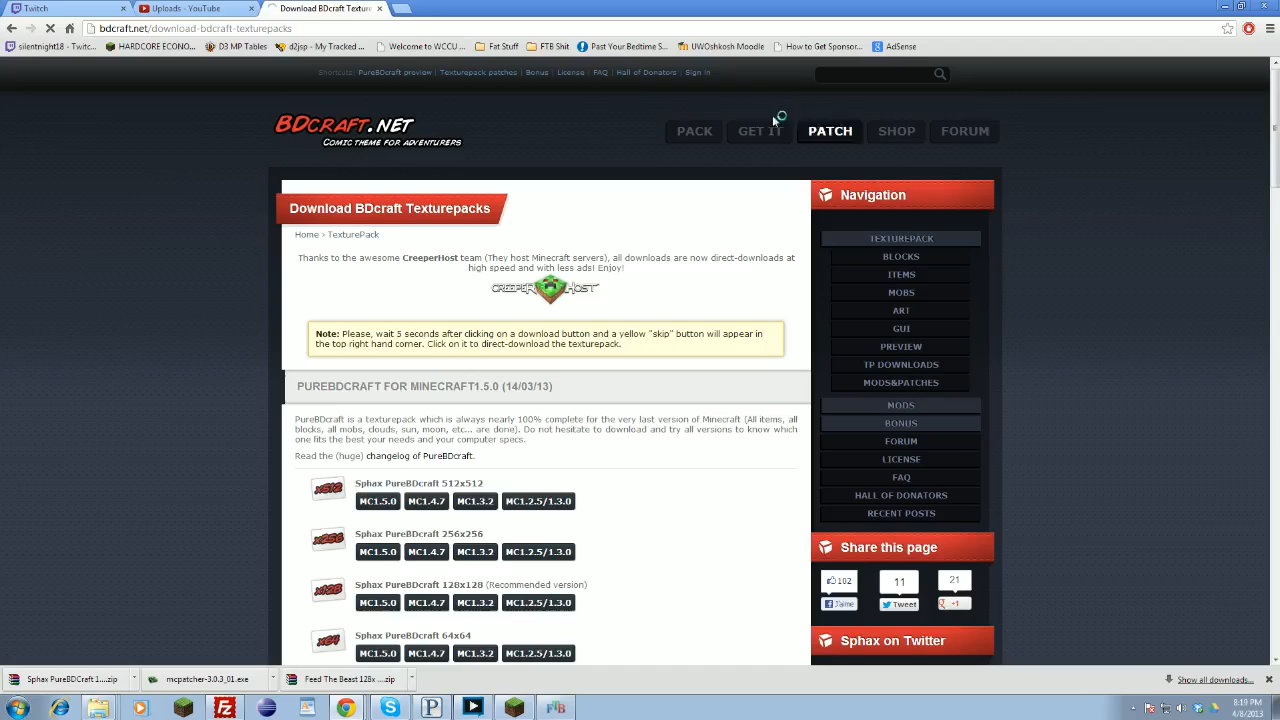 Twitch
Uploads - YouTube
Download BDcraft Textur
bdcraft.net/download-bdcraft-texturepacks
silentnight18 - Twitc...
HARDCORE ECONO...
D3 MP Tables
d2jsp - My Tracked ...
Welcome to WCCU ...
Fat Stuff
FTB Shit
Past Your Bedtime S...
UWOshkosh Moodle
How to Get Sponsor...
AdSense
Shortcuts: PureBDcraft preview | Texturepack patches | Bonus | License | FAQ | Hall of Donators | Sign in
BDCRAFT.NET
COMIC THEME FOR ADVENTURERS
PACK
GET IT
PATCH
SHOP
FORUM
Download BDcraft Texturepacks
Home › TexturePack
Thanks to the awesome CreeperHost team (They host Minecraft servers), all downloads are now direct-downloads at
high speed and with less ads! Enjoy!
CREEPER HOST
Note: Please, wait 5 seconds after clicking on a download button and a yellow "skip" button will appear in
the top right hand corner. Click on it to direct-download the texturepack.
PUREBDCRAFT FOR MINECRAFT1.5.0 (14/03/13)
PureBDcraft is a texturepack which is always nearly 100% complete for the very last version of Minecraft (All items, all
blocks, all mobs, clouds, sun, moon, etc... are done). Do not hesitate to download and try all versions to know which
one fits the best your needs and your computer specs.
Read the (huge) changelog of PureBDcraft.
x512
Sphax PureBDcraft 512x512
MC1.5.0 MC1.4.7 MC1.3.2 MC1.2.5/1.3.0
x256
Sphax PureBDcraft 256x256
MC1.5.0 MC1.4.7 MC1.3.2 MC1.2.5/1.3.0
x128
Sphax PureBDcraft 128x128 (Recommended version)
MC1.5.0 MC1.4.7 MC1.3.2 MC1.2.5/1.3.0
x64
Sphax PureBDcraft 64x64
MC1.5.0 MC1.4.7 MC1.3.2 MC1.2.5/1.3.0
Navigation
TEXTUREPACK
BLOCKS
ITEMS
MOBS
ART
GUI
PREVIEW
TP DOWNLOADS
MODS&PATCHES
MODS
BONUS
FORUM
LICENSE
FAQ
HALL OF DONATORS
RECENT POSTS
Share this page
102
11
21
J'aime
Tweet
+1
Sphax on Twitter
Sphax PureBDcraft 1....zip
mcpatcher-3.0.3_01.exe
Feed The Beast 128x ....zip
Show all downloads...
8:19 PM
4/8/2013